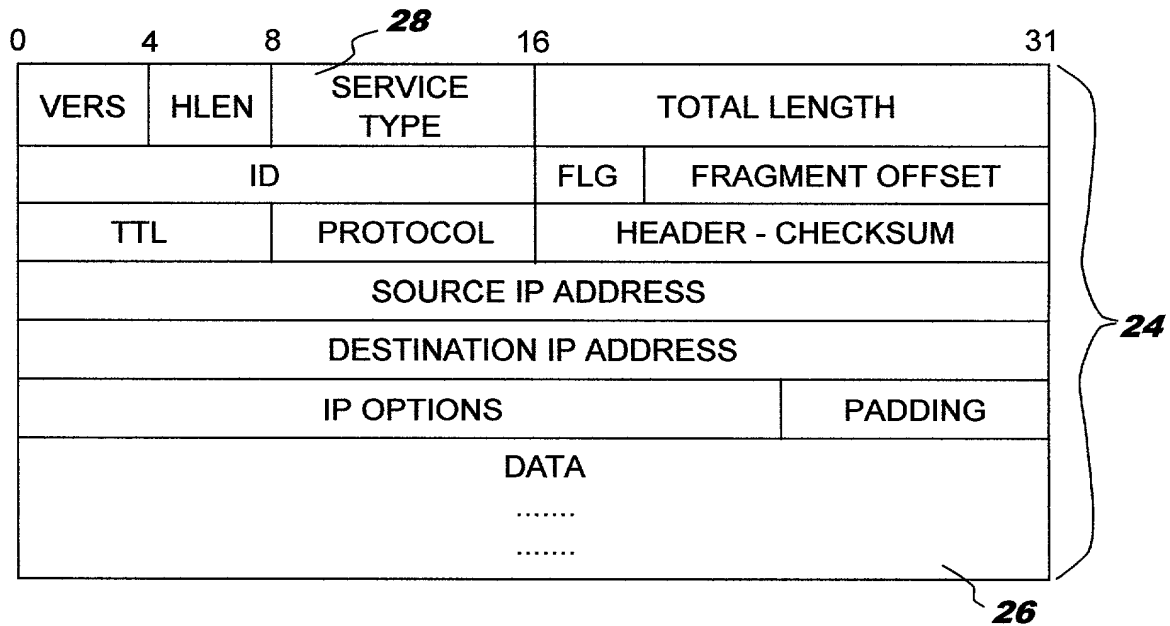 28
0 4 8 16 31
VERS HLEN SERVICE TYPE TOTAL LENGTH
ID FLG FRAGMENT OFFSET
TTL PROTOCOL HEADER - CHECKSUM
SOURCE IP ADDRESS
24
DESTINATION IP ADDRESS
IP OPTIONS PADDING
DATA
.......
.......
26